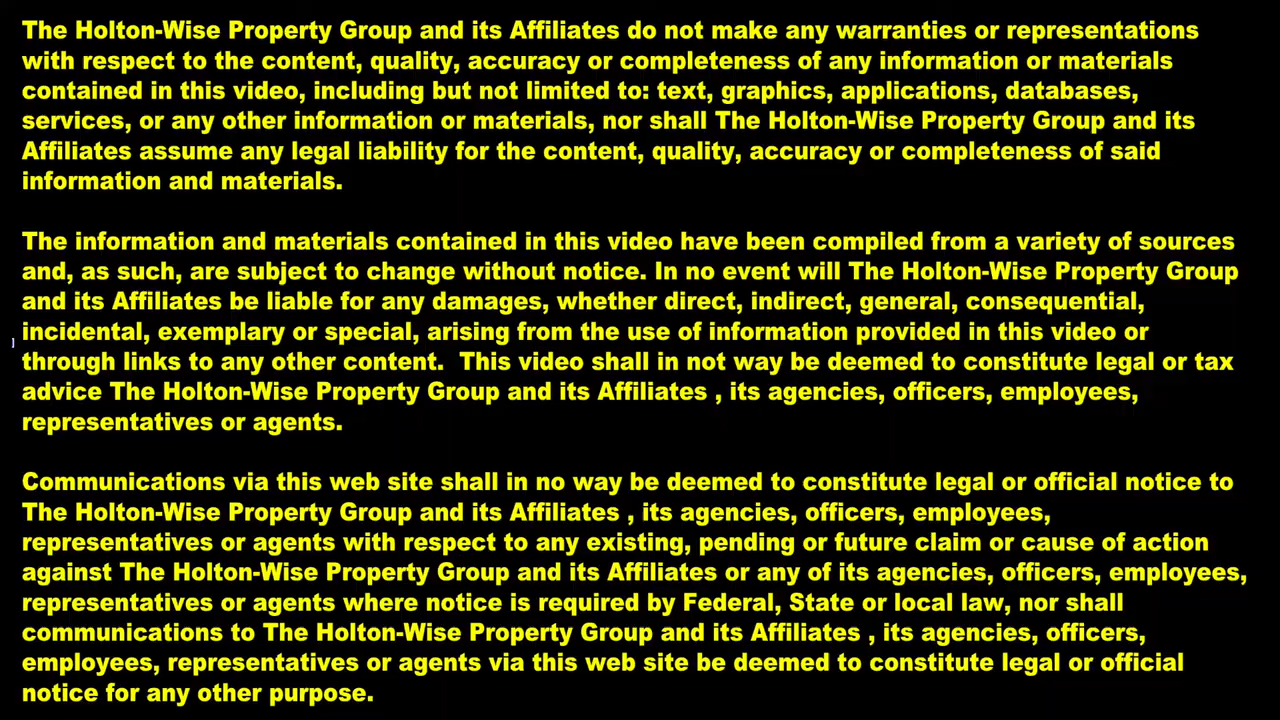 The Holton-Wise Property Group and its Affiliates do not make any warranties or representations
with respect to the content, quality, accuracy or completeness of any information or materials
contained in this video, including but not limited to: text, graphics, applications, databases,
services, or any other information or materials, nor shall The Holton-Wise Property Group and its
Affiliates assume any legal liability for the content, quality, accuracy or completeness of said
information and materials.
The information and materials contained in this video have been compiled from a variety of sources
and, as such, are subject to change without notice. In no event will The Holton-Wise Property Group
and its Affiliates be liable for any damages, whether direct, indirect, general, consequential,
incidental, exemplary or special, arising from the use of information provided in this video or
through links to any other content.  This video shall in not way be deemed to constitute legal or tax
advice The Holton-Wise Property Group and its Affiliates , its agencies, officers, employees,
representatives or agents.
Communications via this web site shall in no way be deemed to constitute legal or official notice to
The Holton-Wise Property Group and its Affiliates , its agencies, officers, employees,
representatives or agents with respect to any existing, pending or future claim or cause of action
against The Holton-Wise Property Group and its Affiliates or any of its agencies, officers, employees,
representatives or agents where notice is required by Federal, State or local law, nor shall
communications to The Holton-Wise Property Group and its Affiliates , its agencies, officers,
employees, representatives or agents via this web site be deemed to constitute legal or official
notice for any other purpose.